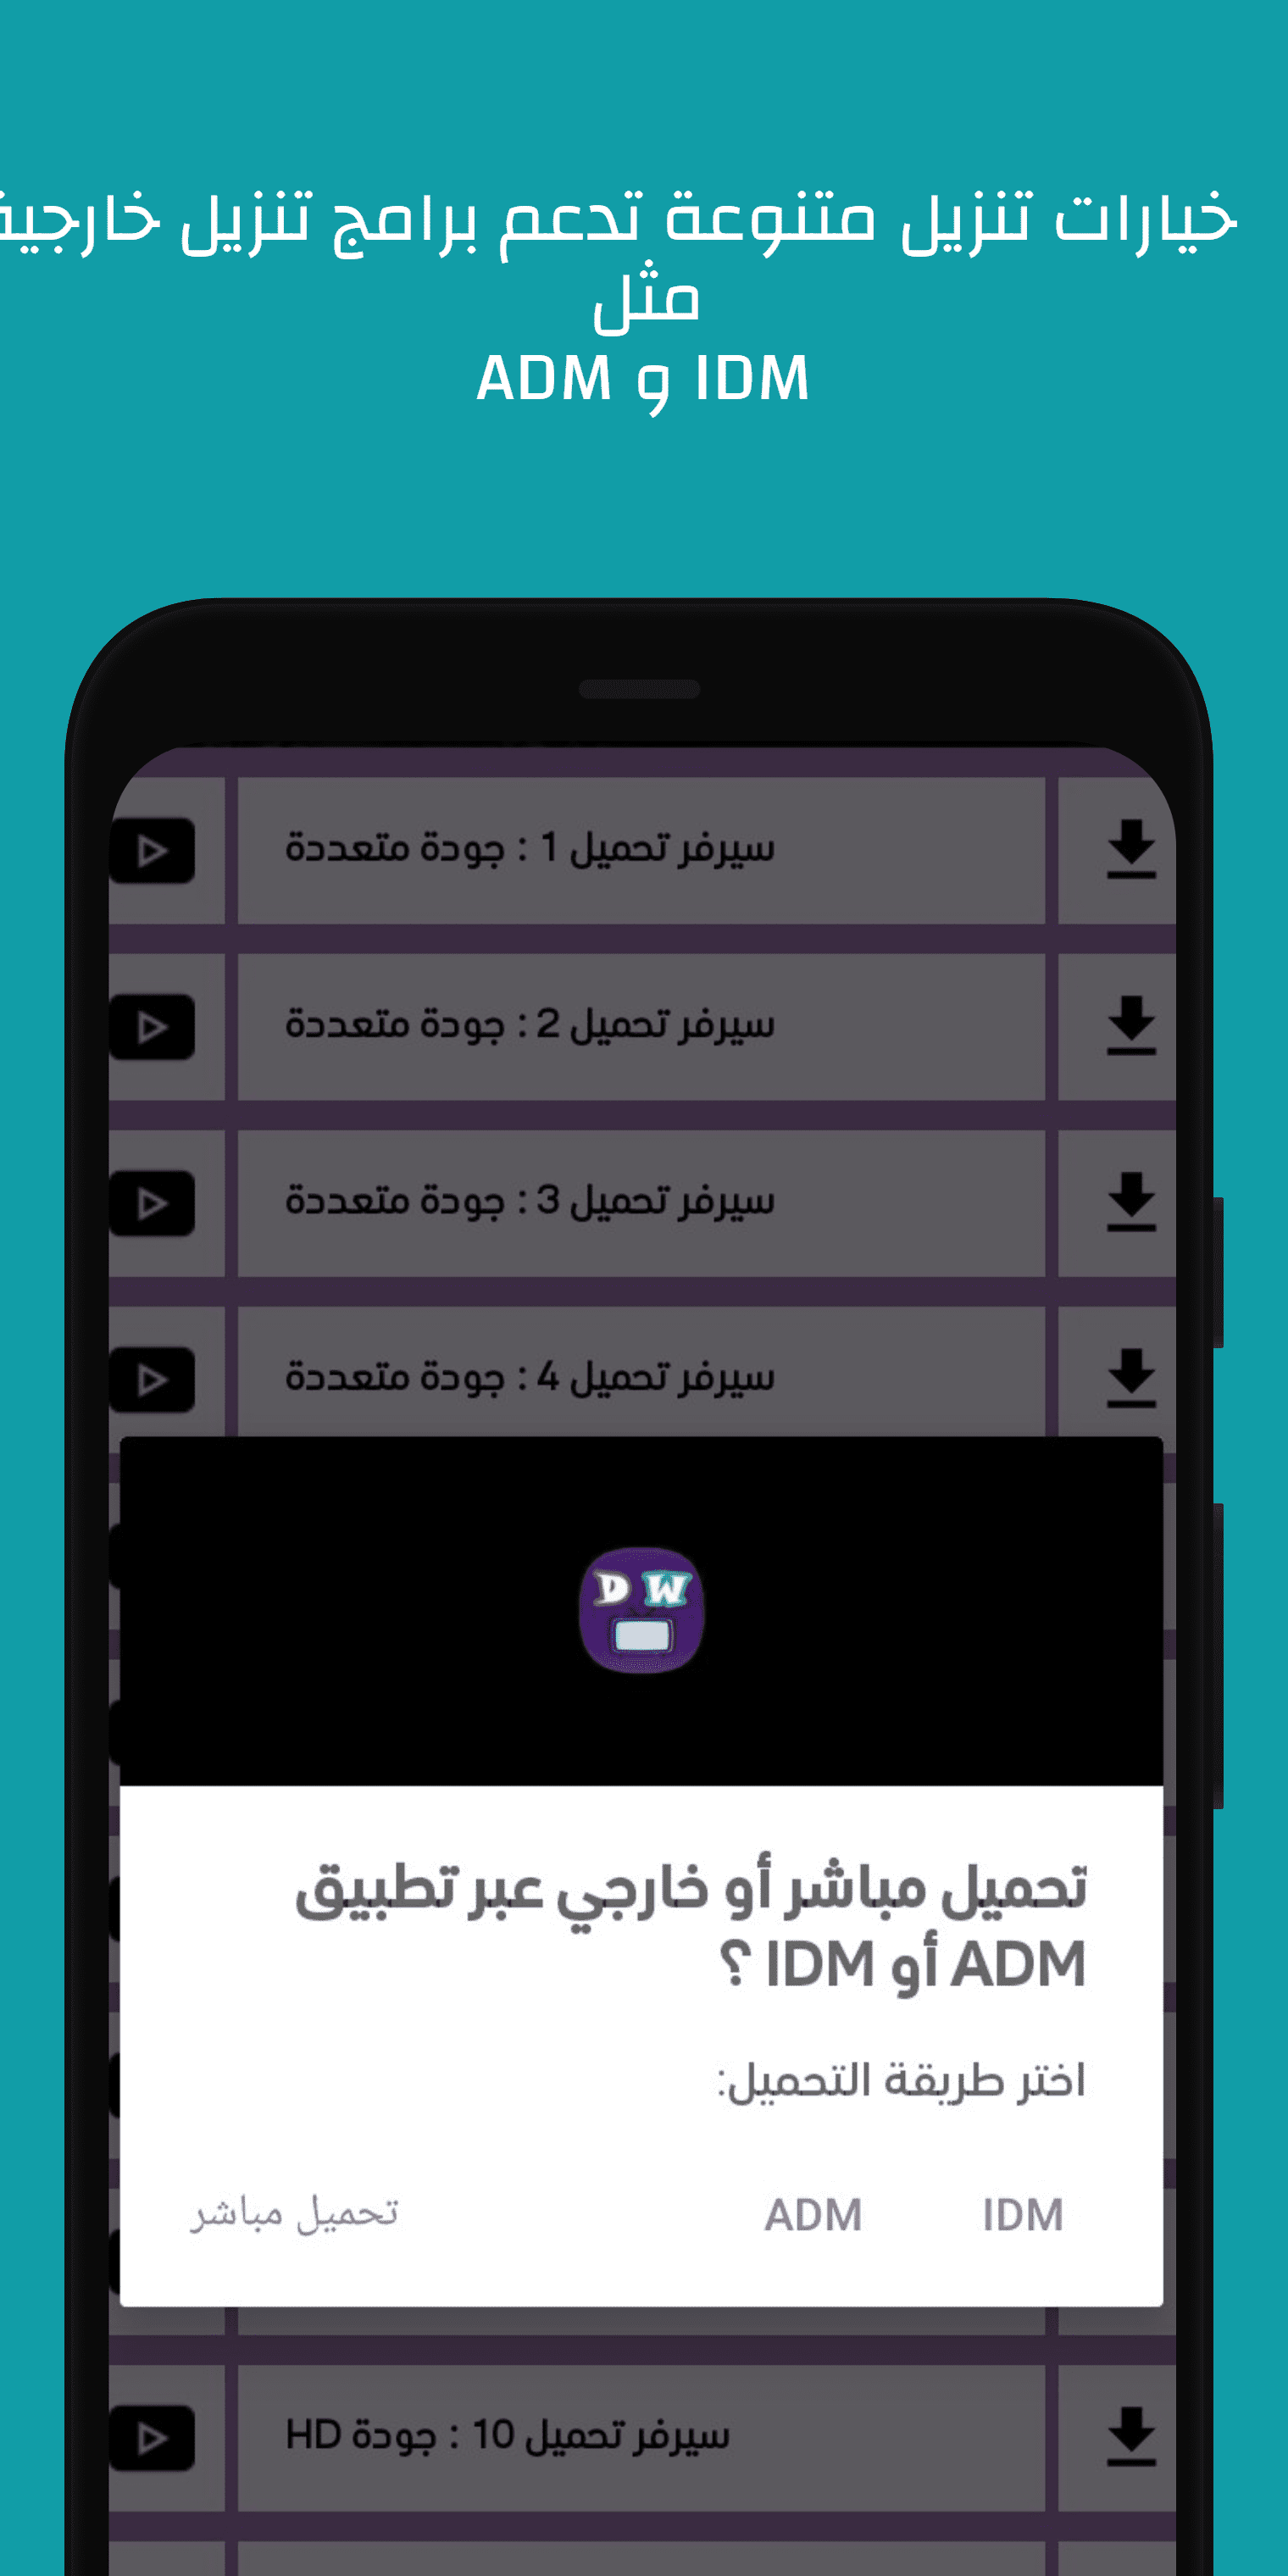 خيارات تنزيل متنوعة تدعم برامج تنزيل خارجية
مثل
IDM و ADM
سيرفر تحميل 1 : جودة متعددة
سيرفر تحميل 2 : جودة متعددة
سيرفر تحميل 3 : جودة متعددة
سيرفر تحميل 4 : جودة متعددة
D W
تحميل مباشر أو خارجي عبر تطبيق
ADM أو IDM ؟
اختر طريقة التحميل:
IDM ADM تحميل مباشر
سيرفر تحميل 10 : جودة HD